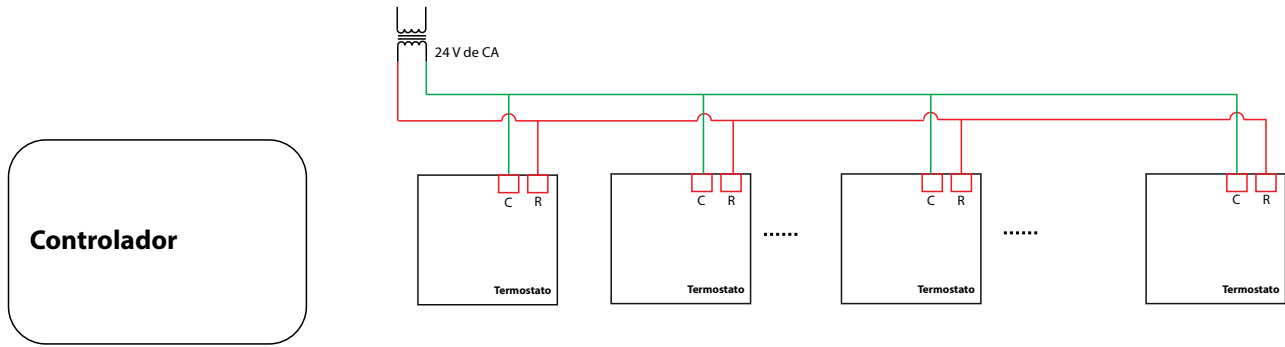 24 V de CA
C R
C R
C R
C R
Controlador
......
......
Termostato
Termostato
Termostato
Termostato